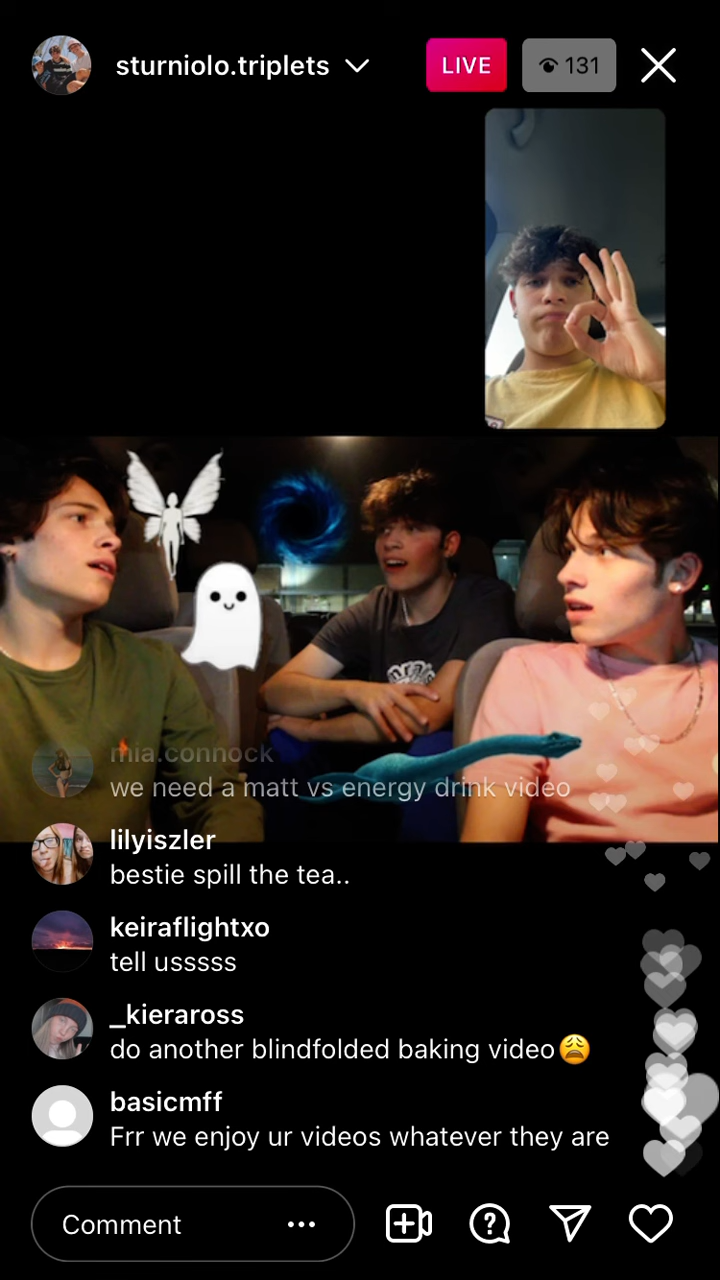 sturniolo.triplets
LIVE
131
mia.connock
we need a matt vs energy drink video
lilyiszler
bestie spill the tea..
keiraflightxo
tell usssss
_kieraross
do another blindfolded baking video😩
basicmff
Frr we enjoy ur videos whatever they are
Comment